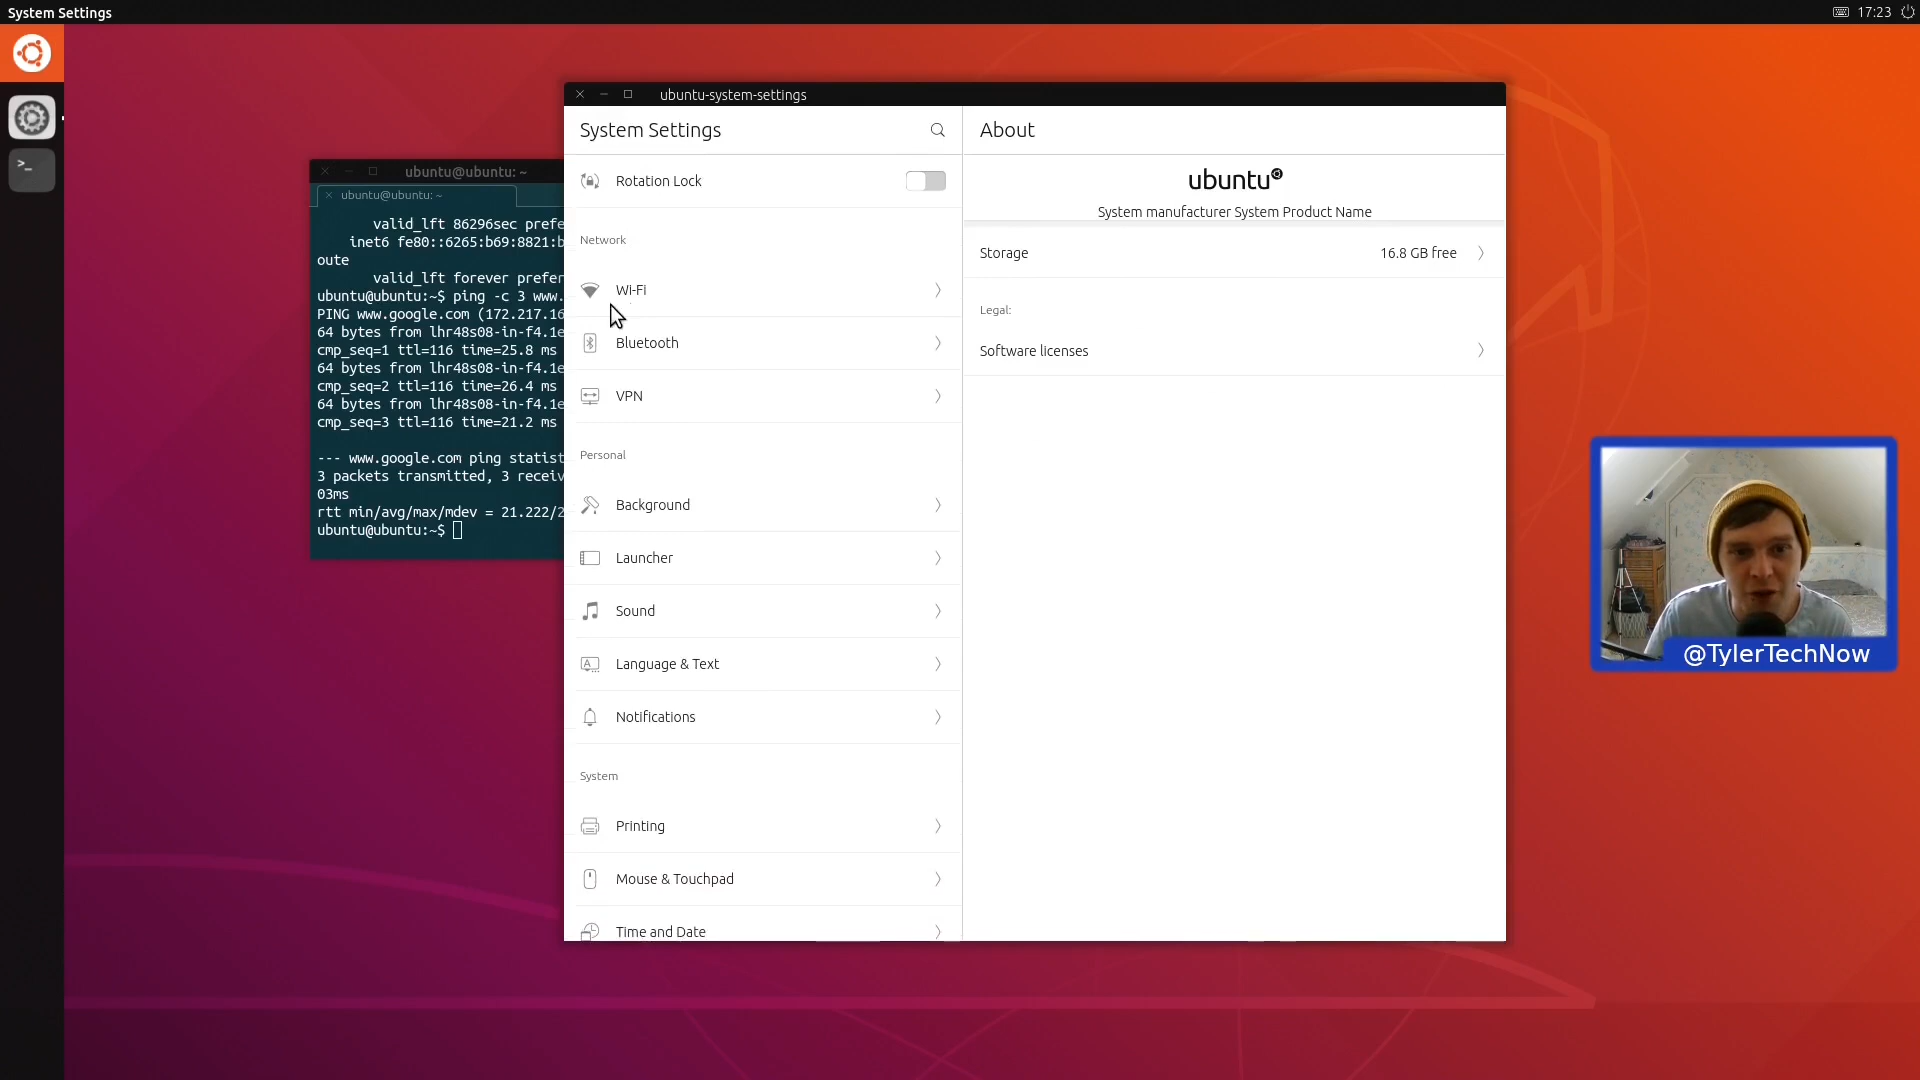 System Settings
17:23
ubuntu-system-settings
System Settings
About
Rotation Lock
ubuntu
System manufacturer System Product Name
Network
Storage
16.8 GB free
Wi-Fi
Legal:
Bluetooth
Software licenses
VPN
Personal
Background
Launcher
Sound
Language & Text
Notifications
System
Printing
Mouse & Touchpad
Time and Date
ubuntu@ubuntu: ~
ubuntu@ubuntu: ~
valid_lft 86296sec prefe
inet6 fe80::6265:b69:8821:b
oute
valid_lft forever prefer
ubuntu@ubuntu:~$ ping -c 3 www.
PING www.google.com (172.217.16
64 bytes from lhr48s08-in-f4.1e
cmp_seq=1 ttl=116 time=25.8 ms
64 bytes from lhr48s08-in-f4.1e
cmp_seq=2 ttl=116 time=26.4 ms
64 bytes from lhr48s08-in-f4.1e
cmp_seq=3 ttl=116 time=21.2 ms
--- www.google.com ping statist
3 packets transmitted, 3 receiv
03ms
rtt min/avg/max/mdev = 21.222/2
ubuntu@ubuntu:~$
>_
@TylerTechNow